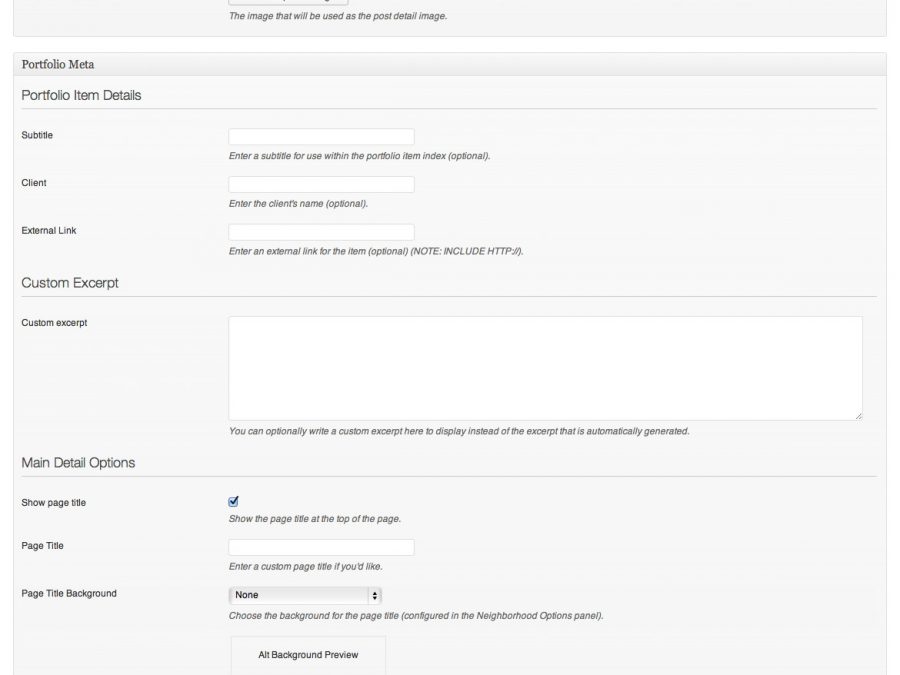 The image that will be used as the post detail image.
Portfolio Meta
Portfolio Item Details
Subtitle
Enter a subtitle for use within the portfolio item index (optional).
Client
Enter the client's name (optional).
External Link
Enter an external link for the item (optional) (NOTE: INCLUDE HTTP://).
Custom Excerpt
Custom excerpt
You can optionally write a custom excerpt here to display instead of the excerpt that is automatically generated.
Main Detail Options
Show page title
Show the page title at the top of the page.
Page Title
Enter a custom page title if you'd like.
Page Title Background
None
Choose the background for the page title (configured in the Neighborhood Options panel).
Alt Background Preview